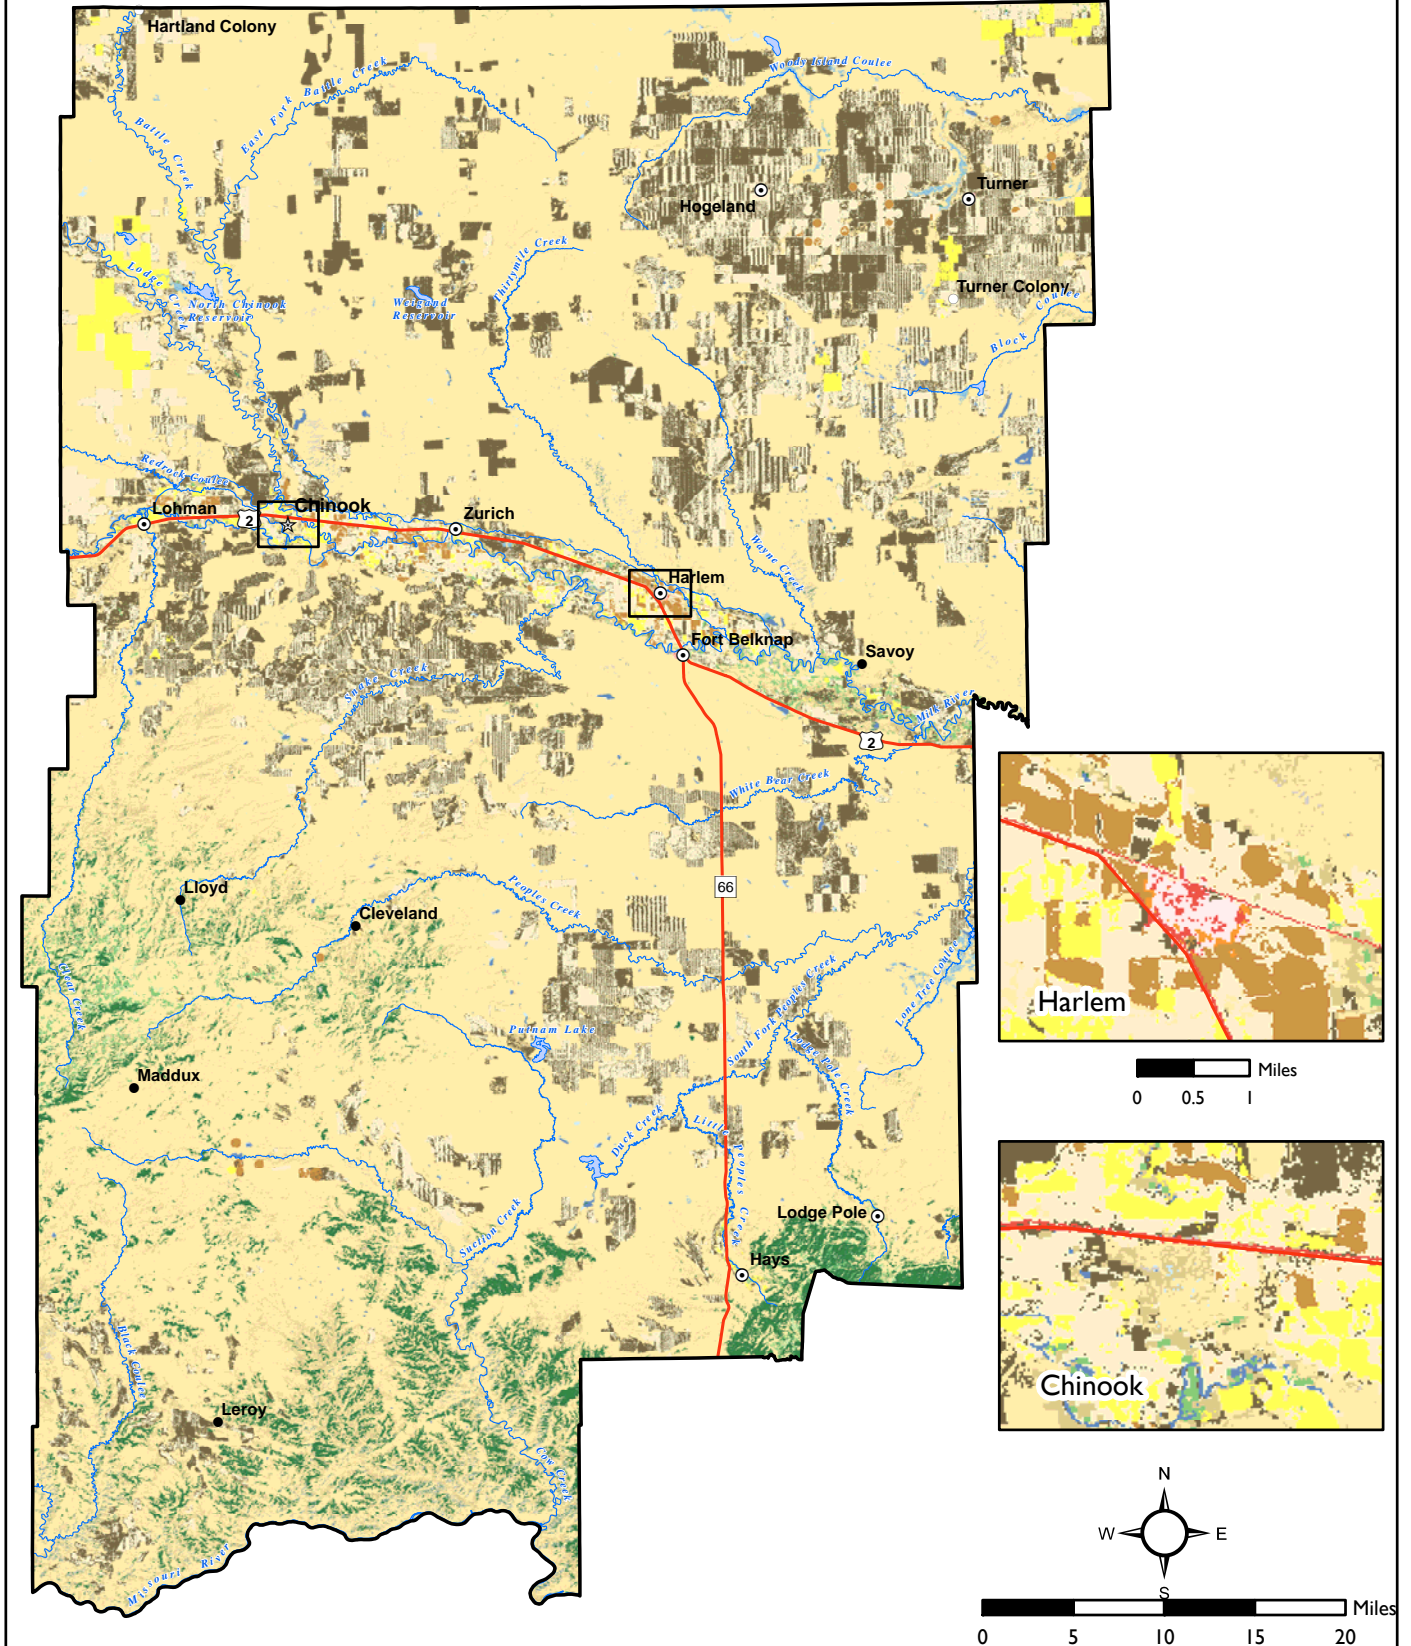 Hartland Colony
Woody Island Coulee
East Fork Battle Creek
Battle Creek
Turner
Hogeland
Thirtymile Creek
Lodge Creek
Turner Colony
North Chinook
Reservoir
Weigand
Reservoir
Block Coulee
Redrock Coulee
Chinook
Lohman
2
Zurich
Wayne Creek
Harlem
Fort Belknap
Savoy
Snake Creek
Milk River
2
White Bear Creek
Lloyd
66
Peoples Creek
Cleveland
Clear Creek
Lone Tree Coulee
South Fork Peoples Creek
Putnam Lake
Lodge Pole Creek
Maddux
Duck Creek
Little Peoples Creek
Lodge Pole
Suction Creek
Hays
Black Coulee
Leroy
Cow Creek
Missouri River
Harlem
Miles
0 0.5 1
Chinook
N
W E
S
Miles
0 5 10 15 20